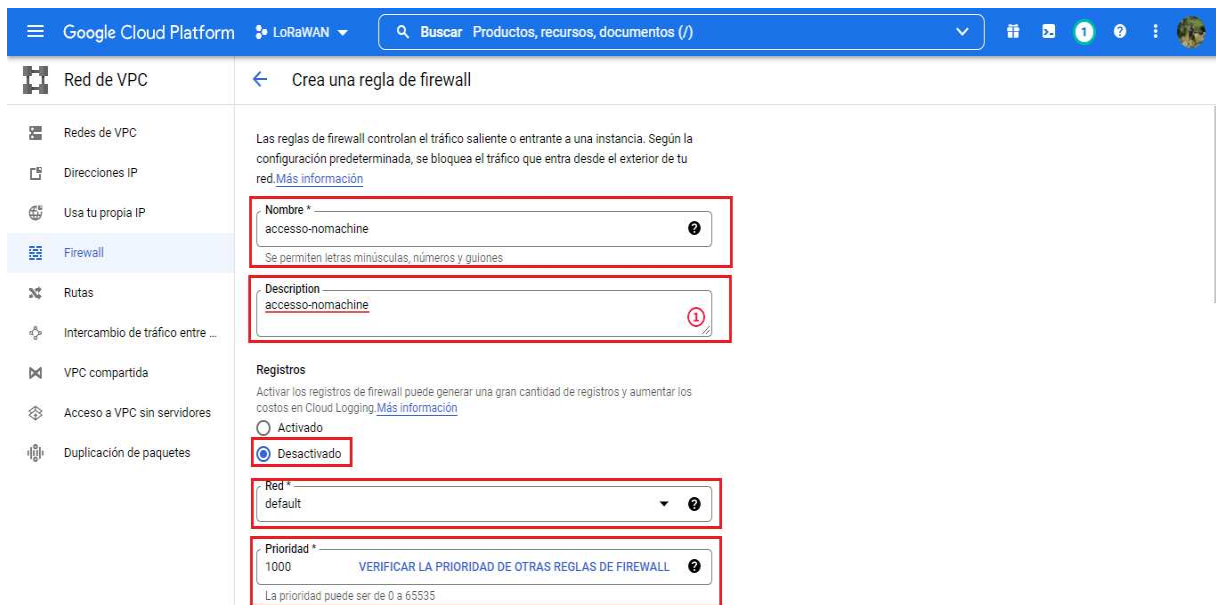 Google Cloud Platform
LoRaWAN
Buscar Productos, recursos, documentos (/)
1
?
Red de VPC
Crea una regla de firewall
Redes de VPC
Direcciones IP
Usa tu propia IP
Firewall
Rutas
Intercambio de tráfico entre ...
VPC compartida
Acceso a VPC sin servidores
Duplicación de paquetes
Las reglas de firewall controlan el tráfico saliente o entrante a una instancia. Según la
configuración predeterminada, se bloquea el tráfico que entra desde el exterior de tu
red.Más información
Nombre *
accesso-nomachine
?
Se permiten letras minúsculas, números y guiones
Description
accesso-nomachine
1
Registros
Activar los registros de firewall puede generar una gran cantidad de registros y aumentar los
costos en Cloud Logging.Más información
Activado
Desactivado
Red *
default
?
Prioridad *
1000 VERIFICAR LA PRIORIDAD DE OTRAS REGLAS DE FIREWALL
?
La prioridad puede ser de 0 a 65535